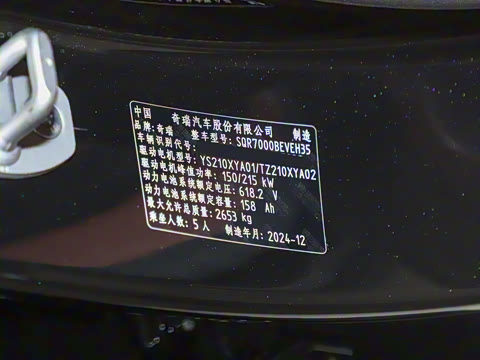 中国 奇瑞汽车股份有限公司 制造
品牌：奇瑞 整车型号：SQR7000BEVEH35
车辆识别代号：
驱动电机型号：YS210XYA01/TZ210XYA02
驱动电机峰值功率：150/215 kW
动力电池系统额定电压：618.2 V
动力电池系统额定容量：158 Ah
最大允许总质量：2653 kg
乘坐人数：5人 制造年月：2024-12